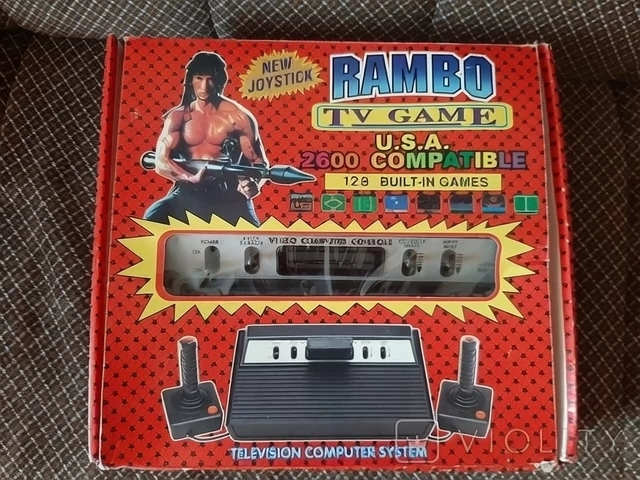 NEW
JOYSTICK
RAMBO
TV GAME
U.S.A.
2600 COMPATIBLE
128 BUILT-IN GAMES
POWER
ON
VIDEO COMPUTER CONSOLE
TELEVISION COMPUTER SYSTEM
VIOLITY